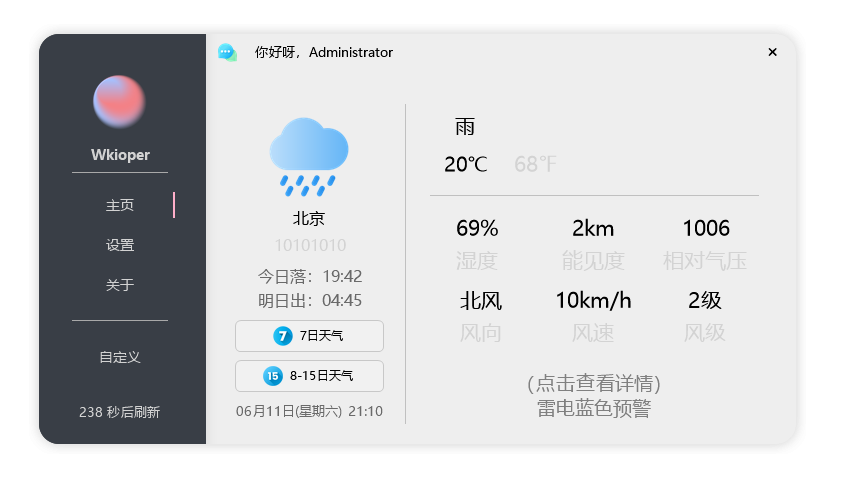 你好呀，Administrator
×
Wkioper
主页
设置
关于
自定义
238 秒后刷新
北京
10101010
今日落：19:42
明日出：04:45
7 7日天气
15 8-15日天气
06月11日(星期六) 21:10
雨
20℃ 68℉
69% 2km 1006
湿度 能见度 相对气压
北风 10km/h 2级
风向 风速 风级
(点击查看详情)
雷电蓝色预警